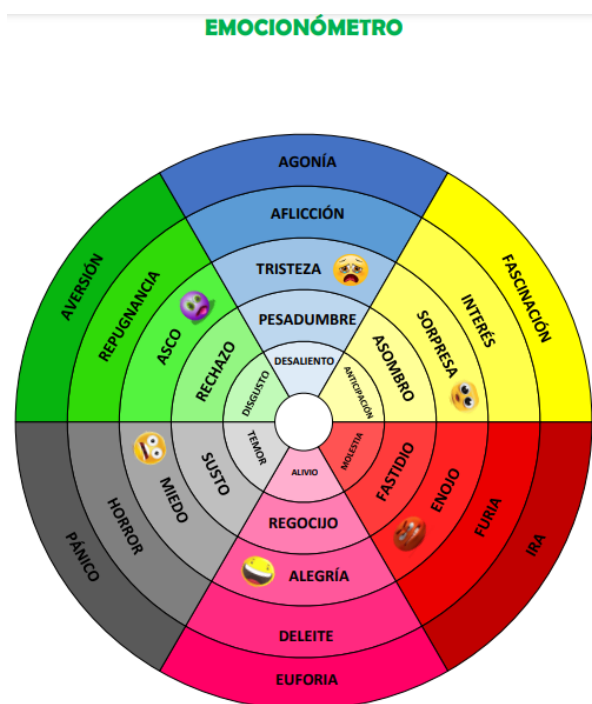 EMOCIONÓMETRO
AGONÍA
AFLICCIÓN
TRISTEZA
PESADUMBRE
DESALIENTO
FASCINACIÓN
INTERÉS
SORPRESA
ASOMBRO
ANTICIPACIÓN
IRA
FURIA
ENOJO
FASTIDIO
MOLESTIA
ALIVIO
REGOCIJO
ALEGRÍA
DELEITE
EUFORIA
PÁNICO
HORROR
MIEDO
SUSTO
TEMOR
AVERSIÓN
REPUGNANCIA
ASCO
RECHAZO
DISGUSTO